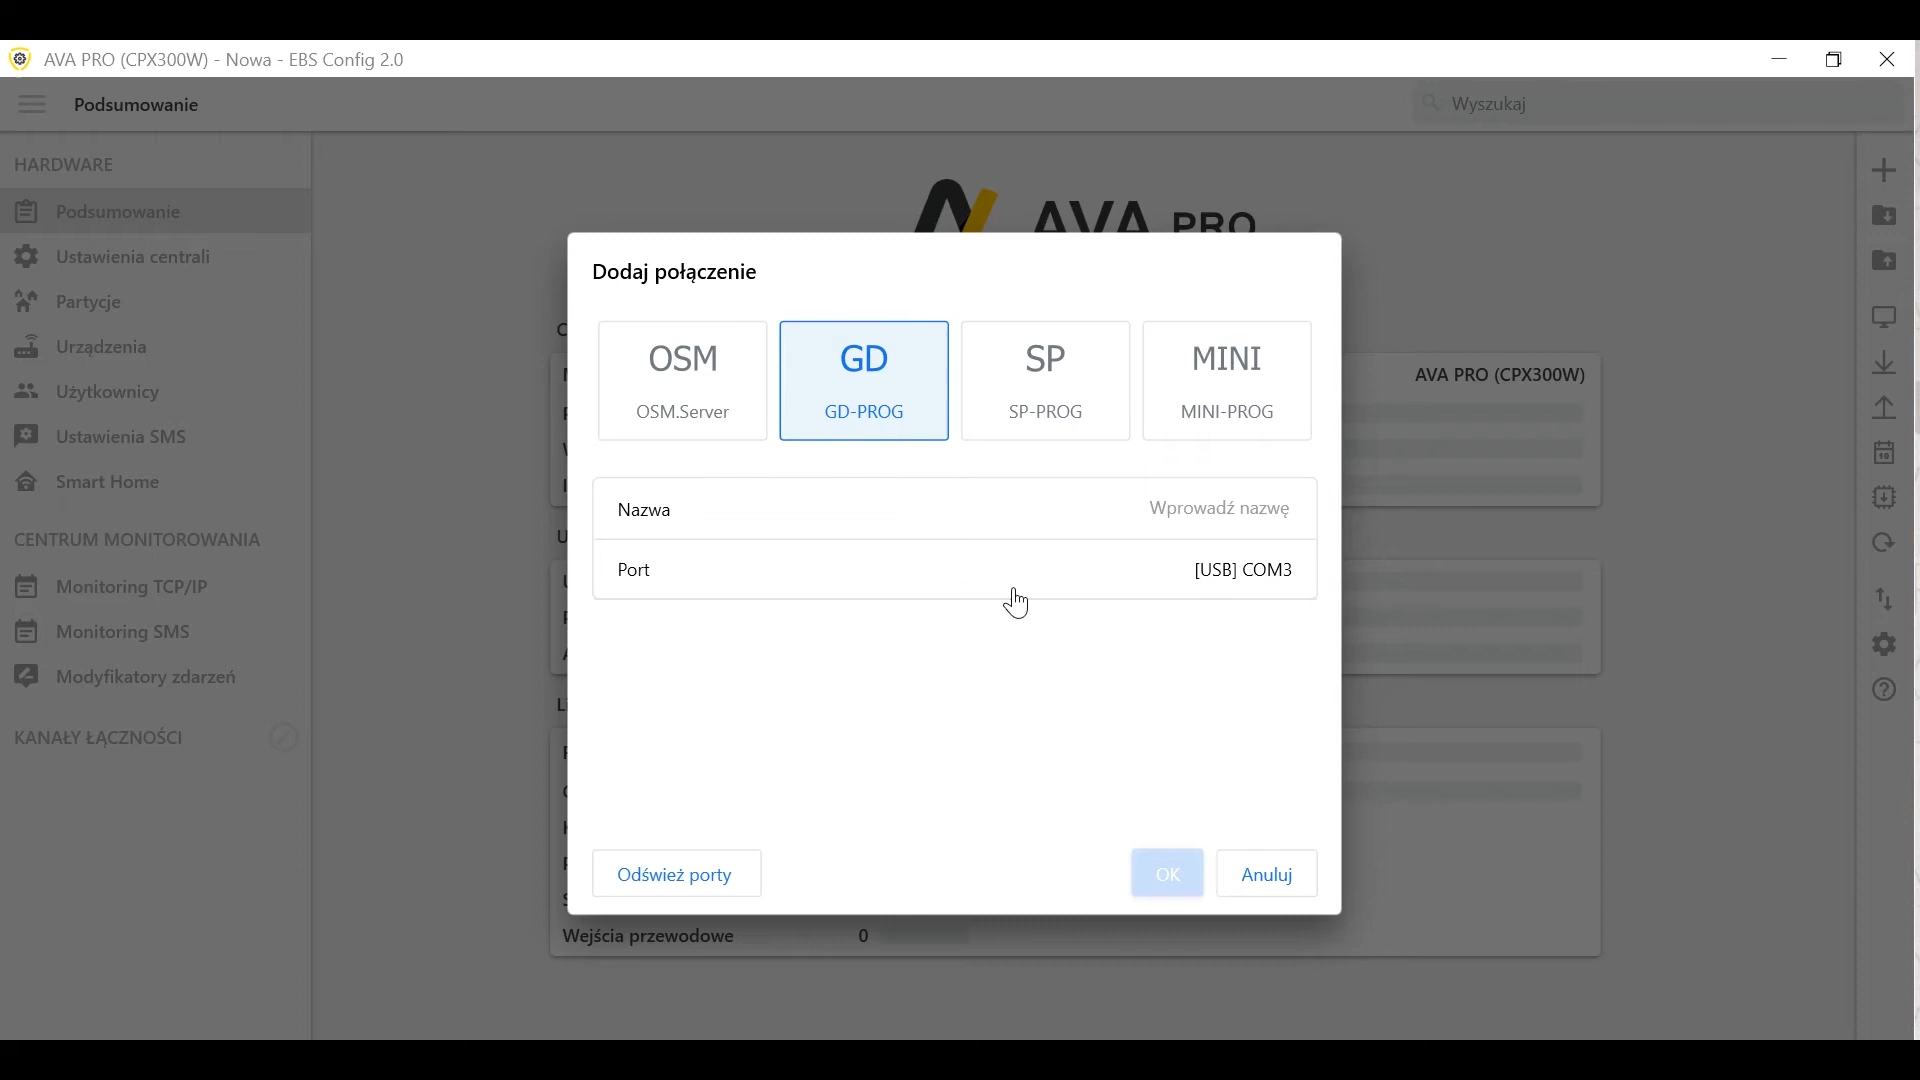 AVA PRO (CPX300W) - Nowa - EBS Config 2.0
Podsumowanie
Wyszukaj
HARDWARE
Podsumowanie
Ustawienia centrali
Partycje
Urządzenia
Użytkownicy
Ustawienia SMS
Smart Home
CENTRUM MONITOROWANIA
Monitoring TCP/IP
Monitoring SMS
Modyfikatory zdarzeń
KANAŁY ŁĄCZNOŚCI
AVA PRO
Dodaj połączenie
OSM GD SP MINI
OSM.Server GD-PROG SP-PROG MINI-PROG
AVA PRO (CPX300W)
Nazwa Wprowadź nazwę
Port [USB] COM3
Odśwież porty OK Anuluj
Wejścia przewodowe 0
10